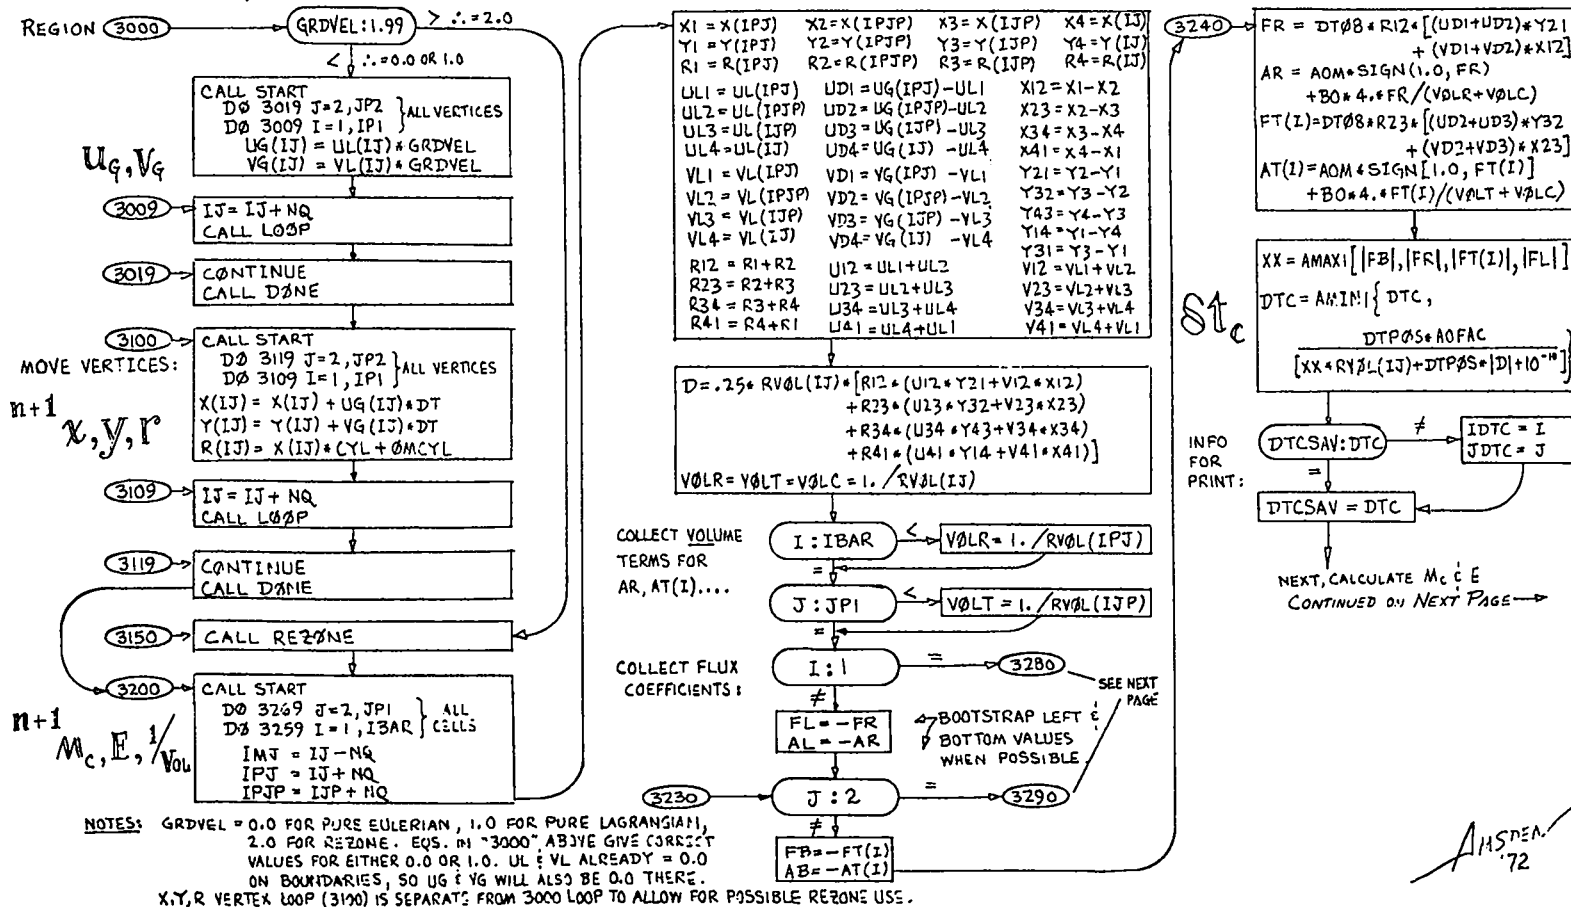 REGION 3000
GRDVEL:1.99
> ∴=2.0
< ∴=0.0 OR 1.0
CALL START
DØ 3019 J=2,JP2
DØ 3009 I=1,IP1
} ALL VERTICES
UG(IJ) = UL(IJ)*GRDVEL
VG(IJ) = VL(IJ)*GRDVEL
UG,VG
3009
IJ=IJ+NQ
CALL LØØP
3019
CØNTINUE
CALL DØNE
3100
MOVE VERTICES:
n+1 x,y,r
CALL START
DØ 3119 J=2,JP2
DØ 3109 I=1,IP1
} ALL VERTICES
X(IJ) = X(IJ) + UG(IJ)*DT
Y(IJ) = Y(IJ) + VG(IJ)*DT
R(IJ) = X(IJ)*CYL + ØMCYL
3109
IJ=IJ+NQ
CALL LØØP
3119
CØNTINUE
CALL DØNE
3150
CALL REZØNE
3200
n+1 Mc,E,1/VOL
CALL START
DØ 3269 J=2,JP1
DØ 3259 I=1,IBAR
} ALL CELLS
IMJ = IJ-NQ
IPJ = IJ+NQ
IPJP = IJP+NQ
X1=X(IPJ) X2=X(IPJP) X3=X(IJP) X4=X(IJ)
Y1=Y(IPJ) Y2=Y(IPJP) Y3=Y(IJP) Y4=Y(IJ)
R1=R(IPJ) R2=R(IPJP) R3=R(IJP) R4=R(IJ)
UL1=UL(IPJ) UD1=UG(IPJ)-UL1 X12=X1-X2
UL2=UL(IPJP) UD2=UG(IPJP)-UL2 X23=X2-X3
UL3=UL(IJP) UD3=UG(IJP)-UL3 X34=X3-X4
UL4=UL(IJ) UD4=UG(IJ)-UL4 X41=X4-X1
VL1=VL(IPJ) VD1=VG(IPJ)-VL1 Y21=Y2-Y1
VL2=VL(IPJP) VD2=VG(IPJP)-VL2 Y32=Y3-Y2
VL3=VL(IJP) VD3=VG(IJP)-VL3 Y43=Y4-Y3
VL4=VL(IJ) VD4=VG(IJ)-VL4 Y14=Y1-Y4
Y31=Y3-Y1
R12=R1+R2 U12=UL1+UL2 V12=VL1+VL2
R23=R2+R3 U23=UL2+UL3 V23=VL2+VL3
R34=R3+R4 U34=UL3+UL4 V34=VL3+VL4
R41=R4+R1 U41=UL4+UL1 V41=VL4+VL1
D=.25*RVØL(IJ)*[R12*(U12*Y21+V12*X12)
+R23*(U23*Y32+V23*X23)
+R34*(U34*Y43+V34*X34)
+R41*(U41*Y14+V41*X41)]
VØLR=VØLT=VØLC=1./RVØL(IJ)
COLLECT VOLUME
TERMS FOR
AR, AT(I)....
I:IBAR
<
VØLR=1./RVØL(IPJ)
=
J:JP1
<
VØLT=1./RVØL(IJP)
=
COLLECT FLUX
COEFFICIENTS:
I:1
=
3280
SEE NEXT
PAGE
≠
FL=-FR
AL=-AR
BOOTSTRAP LEFT &
BOTTOM VALUES
WHEN POSSIBLE
3230
J:2
=
3290
≠
FB=-FT(I)
AB=-AT(I)
3240
FR = DTØ8*R12*[(UD1+UD2)*Y21
+(VD1+VD2)*X12]
AR = AOM*SIGN(1.0,FR)
+BO*4.*FR/(VØLR+VØLC)
FT(I)=DTØ8*R23*[(UD2+UD3)*Y32
+(VD2+VD3)*X23]
AT(I)=AOM*SIGN[1.0,FT(I)]
+BO*4.*FT(I)/(VØLT+VØLC)
XX=AMAX1[|FB|,|FR|,|FT(I)|,|FL|]
DTC=AMIN1{DTC,
DTPØS*AOFAC
[XX*RVØL(IJ)+DTPØS*|D|+10⁻¹⁰]}
δtc
INFO
FOR
PRINT:
DTCSAV:DTC
≠
IDTC=I
JDTC=J
=
DTCSAV=DTC
NEXT, CALCULATE Mc & E
CONTINUED ON NEXT PAGE→
NOTES: GRDVEL = 0.0 FOR PURE EULERIAN, 1.0 FOR PURE LAGRANGIAN,
2.0 FOR REZONE. EQS. IN "3000" ABOVE GIVE CORRECT
VALUES FOR EITHER 0.0 OR 1.0. UL & VL ALREADY = 0.0
ON BOUNDARIES, SO UG & VG WILL ALSO BE 0.0 THERE.
X,Y,R VERTEX LOOP (3100) IS SEPARATE FROM 3000 LOOP TO ALLOW FOR POSSIBLE REZONE USE.
AMSDEN
'72